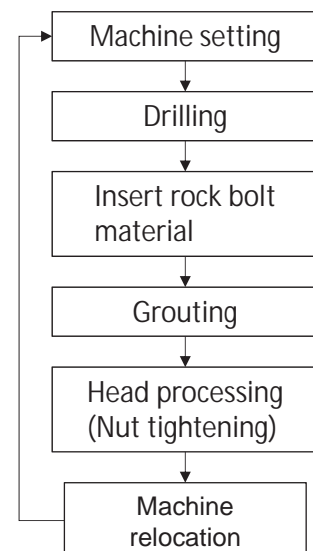 Machine setting
Drilling
Insert rock bolt
material
Grouting
Head processing
(Nut tightening)
Machine
relocation